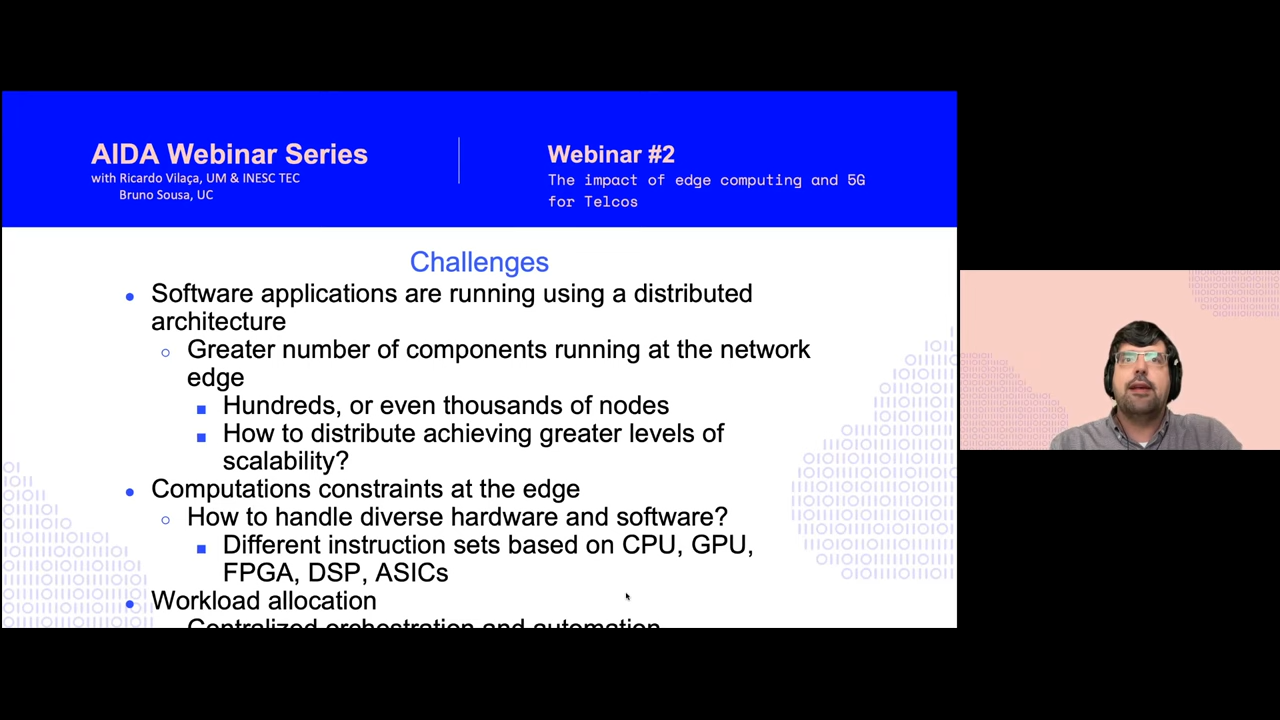 AIDA Webinar Series
with Ricardo Vilaça, UM & INESC TEC
Bruno Sousa, UC
Webinar #2
The impact of edge computing and 5G
for Telcos
Challenges
Software applications are running using a distributed
architecture
Greater number of components running at the network
edge
Hundreds, or even thousands of nodes
How to distribute achieving greater levels of
scalability?
Computations constraints at the edge
How to handle diverse hardware and software?
Different instruction sets based on CPU, GPU,
FPGA, DSP, ASICs
Workload allocation
Centralized orchestration and automation